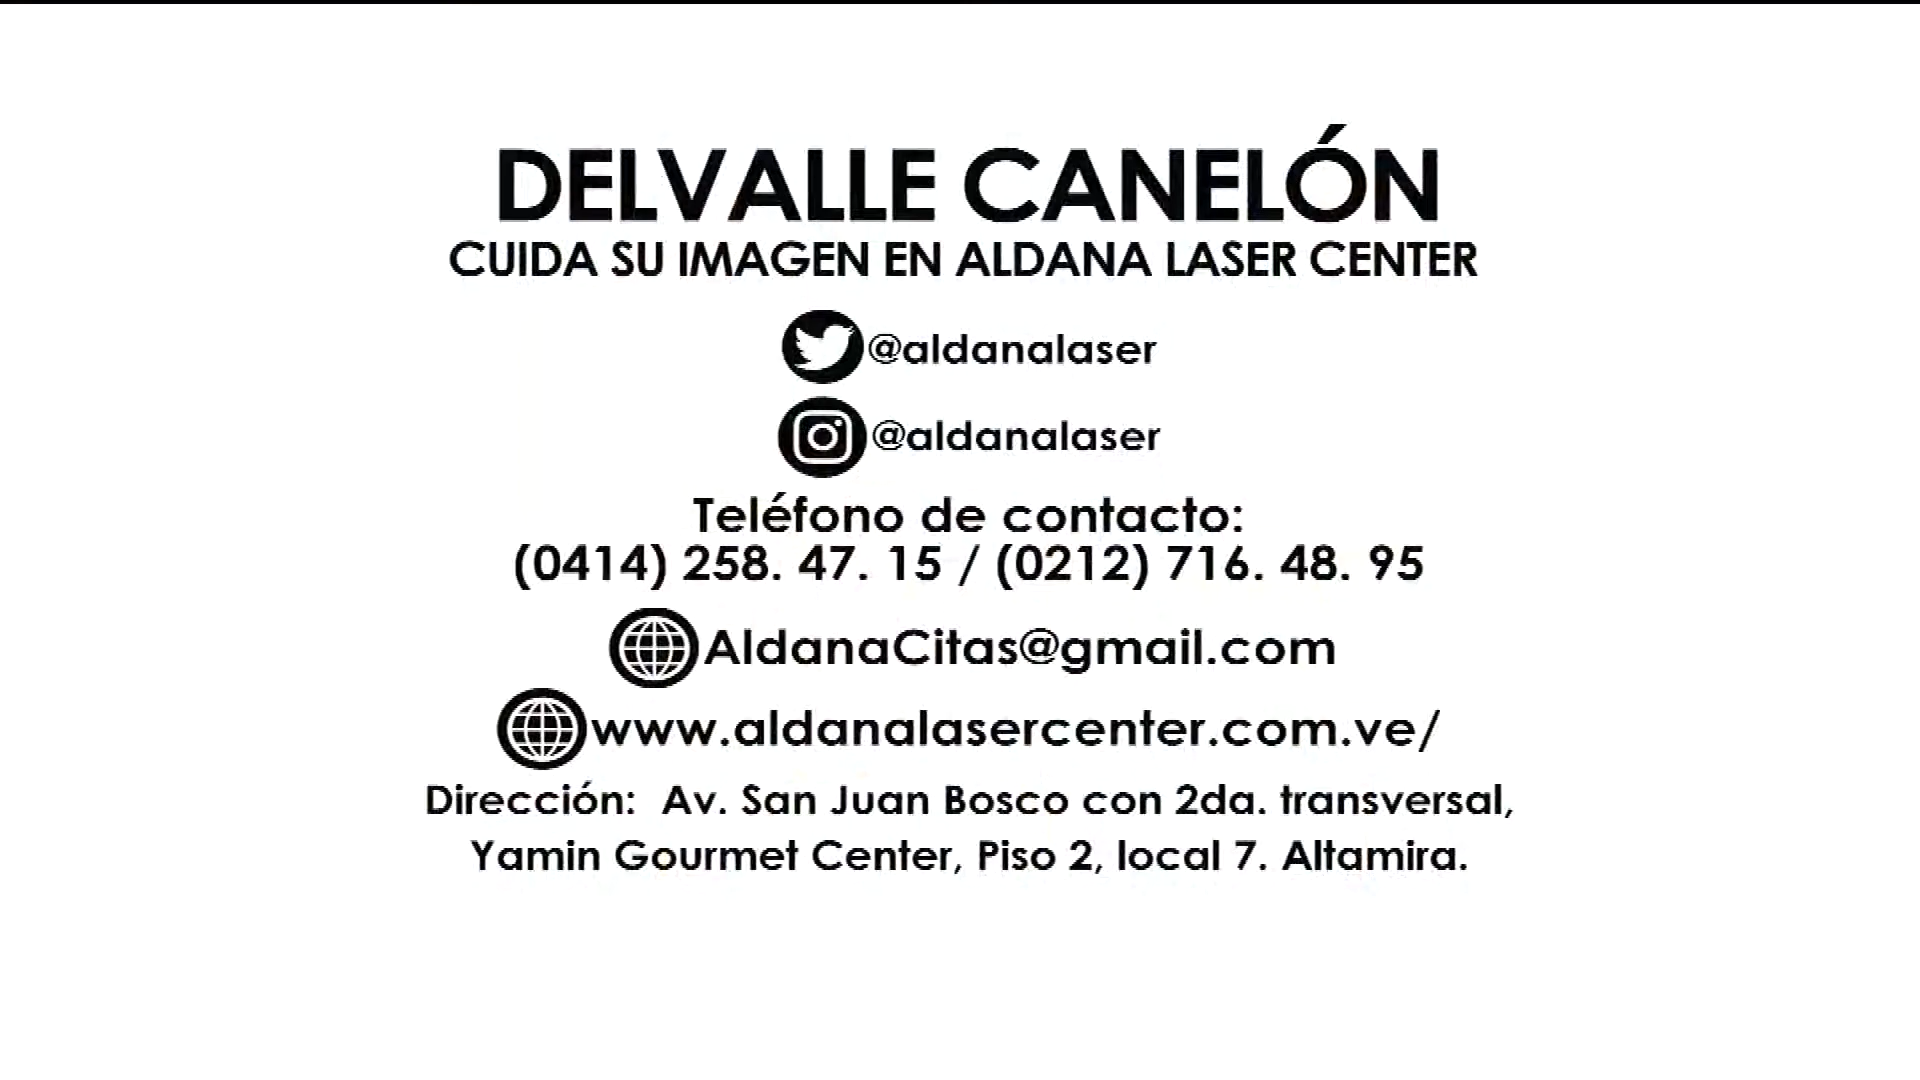 DELVALLE CANELÓN
CUIDA SU IMAGEN EN ALDANA LASER CENTER
@aldanalaser
@aldanalaser
Teléfono de contacto:
(0414) 258. 47. 15 / (0212) 716. 48. 95
AldanaCitas@gmail.com
www.aldanalasercenter.com.ve/
Dirección: Av. San Juan Bosco con 2da. transversal,
Yamin Gourmet Center, Piso 2, local 7. Altamira.